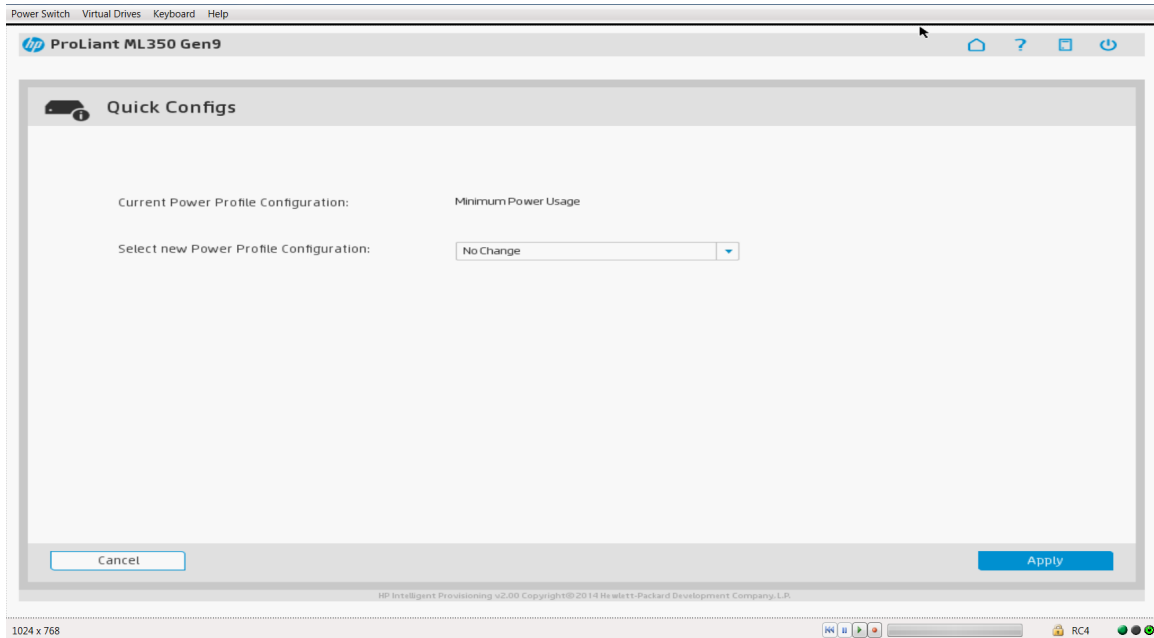 Power Switch Virtual Drives Keyboard Help
hp ProLiant ML350 Gen9
?
Quick Configs
Current Power Profile Configuration: Minimum Power Usage
Select new Power Profile Configuration: No Change
Cancel Apply
HP Intelligent Provisioning v2.00 Copyright©2014 Hewlett-Packard Development Company, L.P.
1024 x 768 RC4